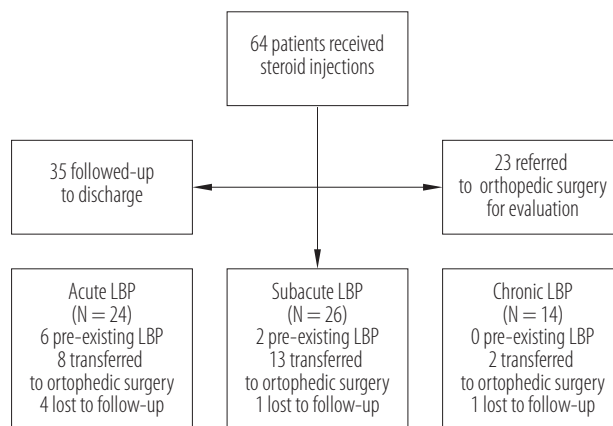 64 patients received
steroid injections
35 followed-up
to discharge
23 referred
to orthopedic surgery
for evaluation
Acute LBP
(N = 24)
6 pre-existing LBP
8 transferred
to ortophedic surgery
4 lost to follow-up
Subacute LBP
(N = 26)
2 pre-existing LBP
13 transferred
to ortophedic surgery
1 lost to follow-up
Chronic LBP
(N = 14)
0 pre-existing LBP
2 transferred
to ortophedic surgery
1 lost to follow-up